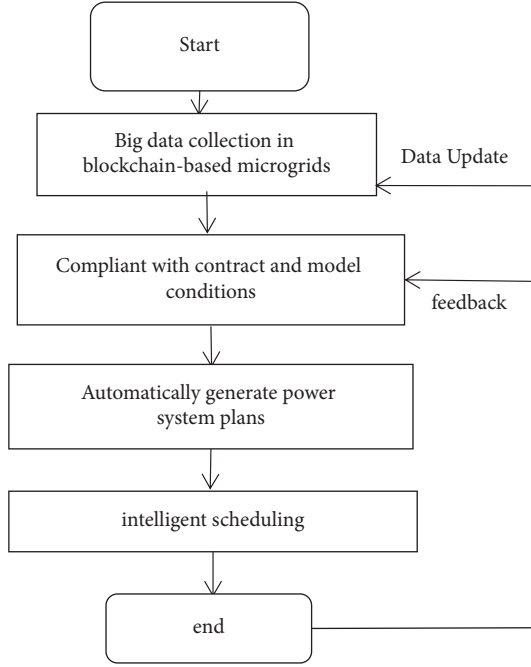 Start
Big data collection in
blockchain-based microgrids
Data Update
Compliant with contract and model
conditions
feedback
Automatically generate power
system plans
intelligent scheduling
end